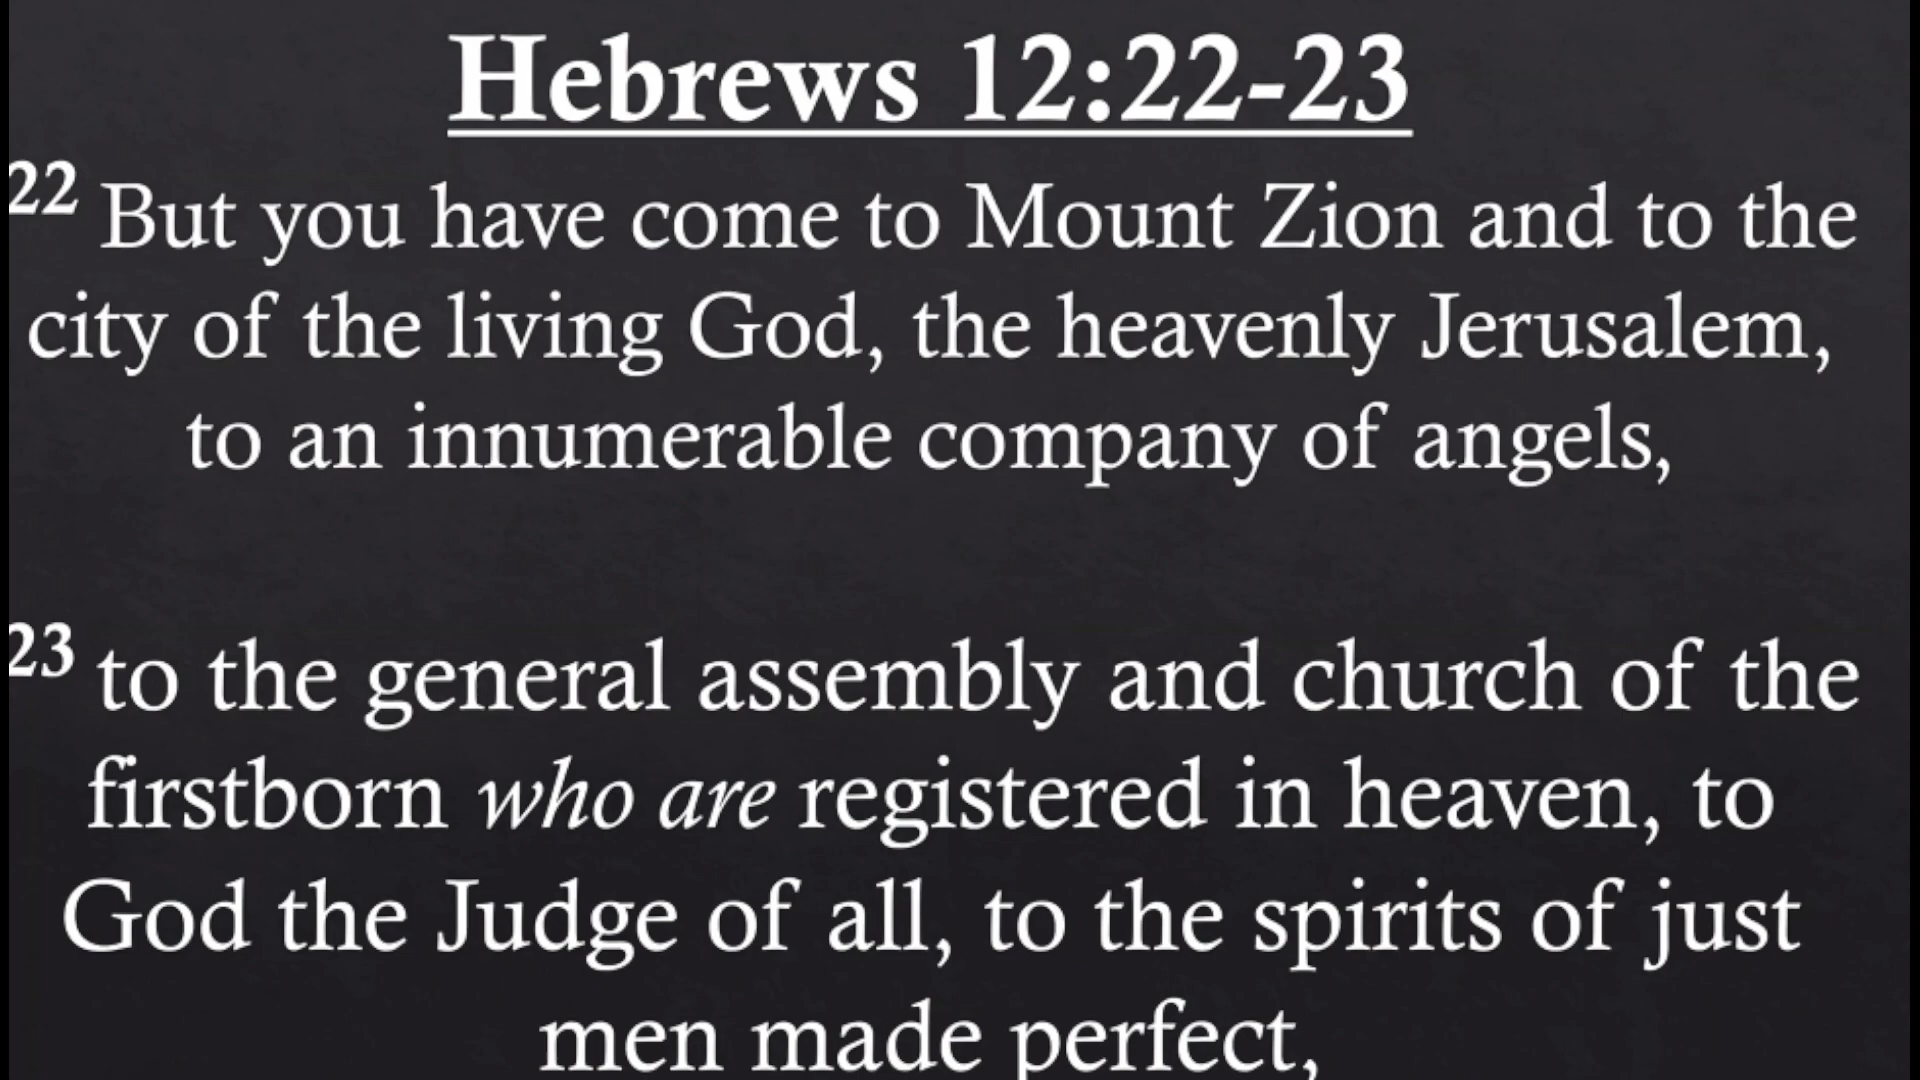 Hebrews 12:22-23
22 But you have come to Mount Zion and to the
city of the living God, the heavenly Jerusalem,
to an innumerable company of angels,
23 to the general assembly and church of the
firstborn who are registered in heaven, to
God the Judge of all, to the spirits of just
men made perfect,